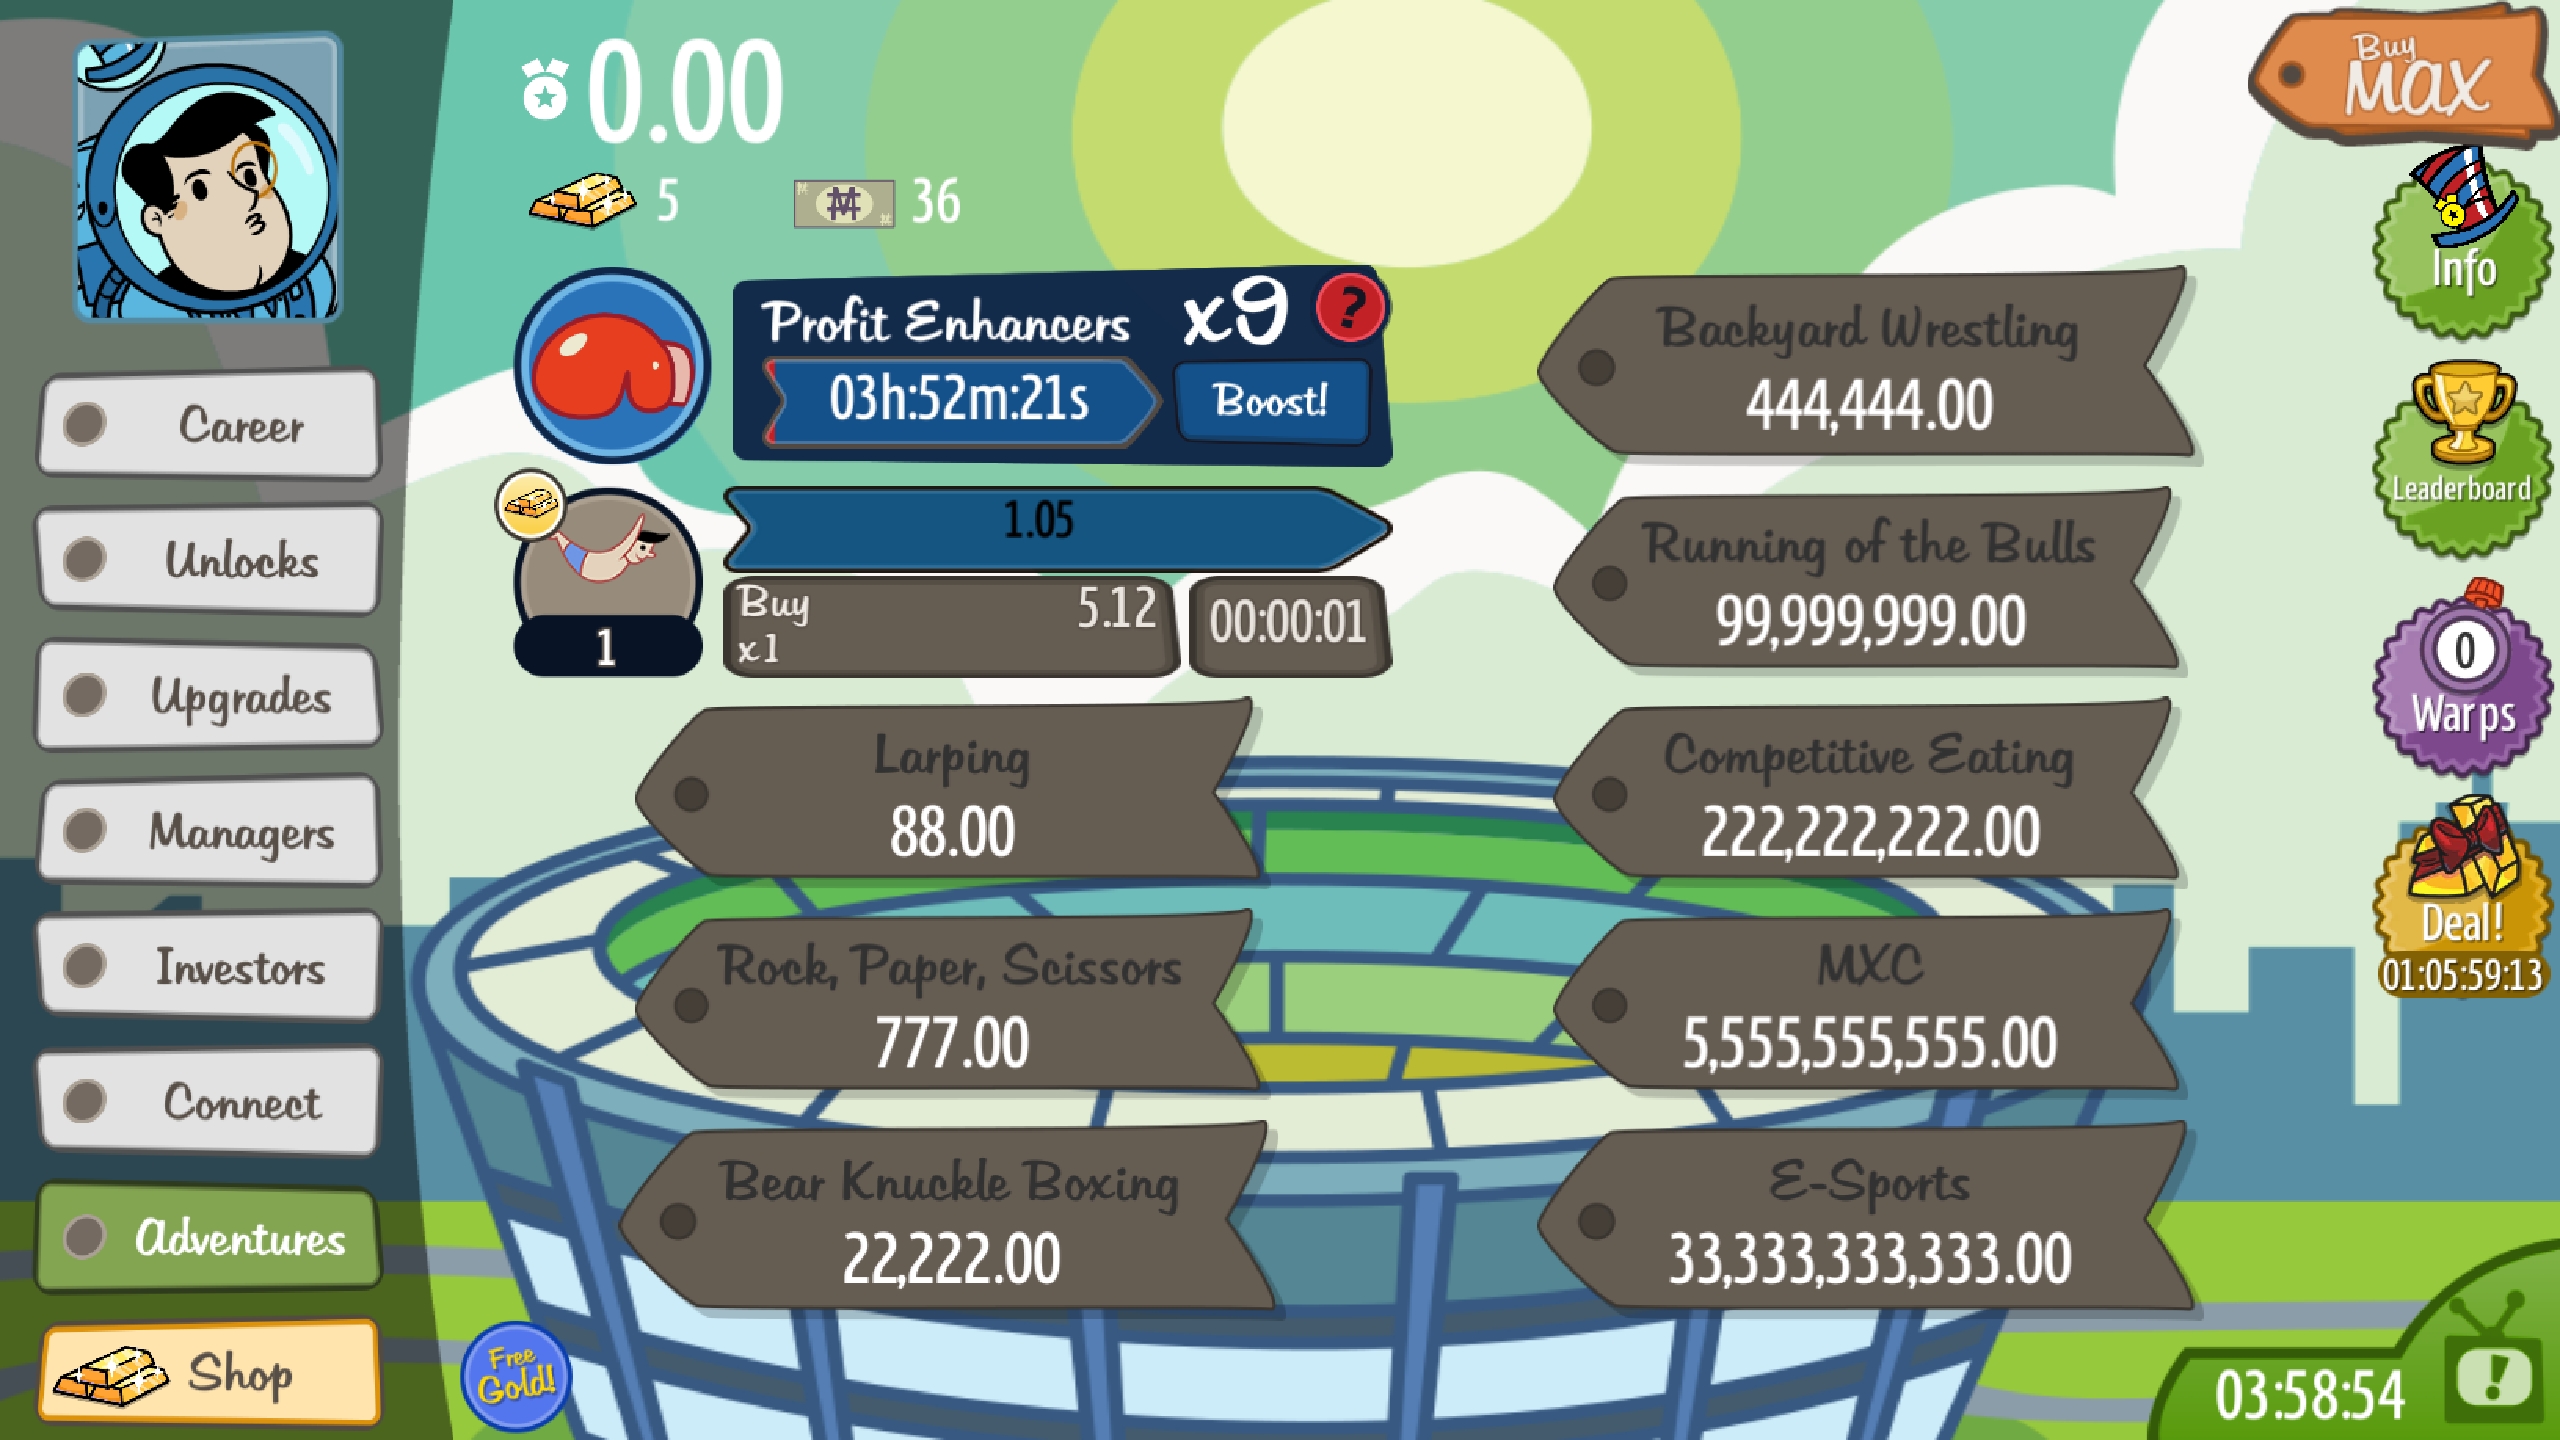 0.00
5
36
Buy
MAX
Career
Unlocks
Upgrades
Managers
Investors
Connect
Adventures
Shop
Free
Gold!
Profit Enhancers
x9
?
03h:52m:21s
Boost!
1.05
1
Buy
x1
5.12
00:00:01
Larping
88.00
Rock, Paper, Scissors
777.00
Bear Knuckle Boxing
22,222.00
Backyard Wrestling
444,444.00
Running of the Bulls
99,999,999.00
Competitive Eating
222,222,222.00
MXC
5,555,555,555.00
E-Sports
33,333,333,333.00
Info
Leaderboard
0
Warps
Deal!
01:05:59:13
03:58:54
!